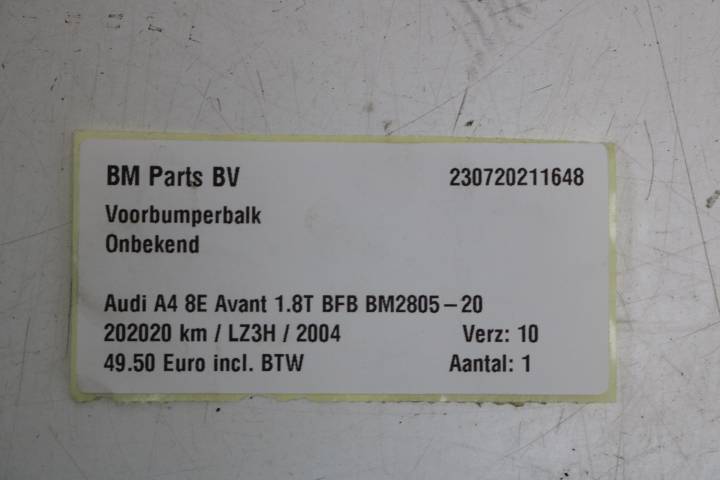 BM Parts BV 230720211648
Voorbumperbalk
Onbekend
Audi A4 8E Avant 1.8T BFB BM2805-20
202020 km / LZ3H / 2004 Verz: 10
49.50 Euro incl. BTW Aantal: 1